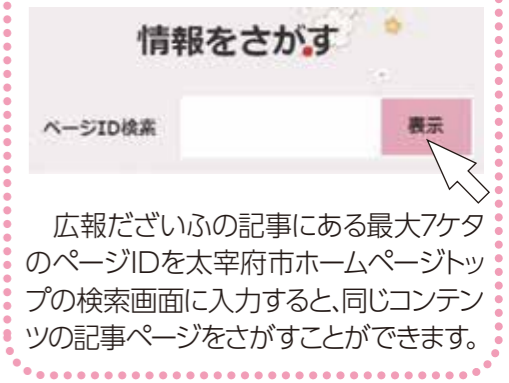 情報をさがす
ページID検索 表示
広報だざいふの記事にある最大7ケタ
のページIDを太宰府市ホームページトッ
プの検索画面に入力すると、同じコンテン
ツの記事ページをさがすことができます。